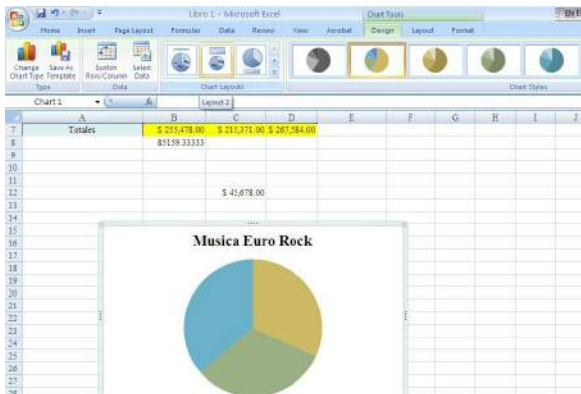 Libro 1 - Microsoft Excel
Chart Tools
Home Insert Page Layout Formulas Data Review View Acrobat Design Layout Format
Change Chart Type
Save As Template
Switch Row/Column
Select Data
Type Data Chart Layouts Chart Styles
Chart 1
Layout 2
A B C D E F G H I J
7 Totales $ 255,478.00 $ 215,371.00 $ 267,584.00
8 85159.33333
9
10
11
12 $ 45,678.00
13
14
15
16 Musica Euro Rock
17
18
19
20
21
22
23
24
25
26
27
28